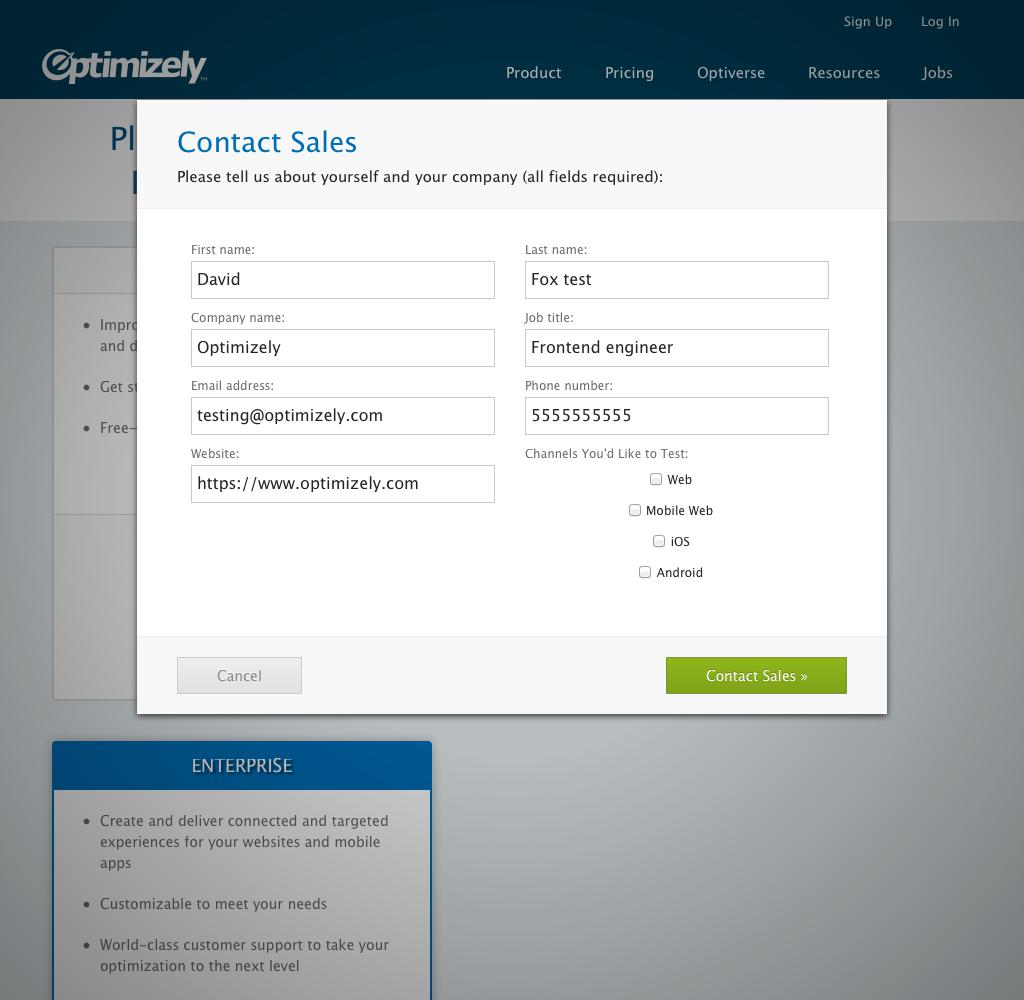 Sign Up Log In
Optimizely
Product Pricing Optiverse Resources Jobs
Contact Sales
Please tell us about yourself and your company (all fields required):
First name:
David
Last name:
Fox test
Company name:
Optimizely
Job title:
Frontend engineer
Email address:
testing@optimizely.com
Phone number:
5555555555
Website:
https://www.optimizely.com
Channels You'd Like to Test:
Web
Mobile Web
iOS
Android
and
Get
Free–
Cancel
Contact Sales »
ENTERPRISE
• Create and deliver connected and targeted
experiences for your websites and mobile
apps
• Customizable to meet your needs
• World-class customer support to take your
optimization to the next level